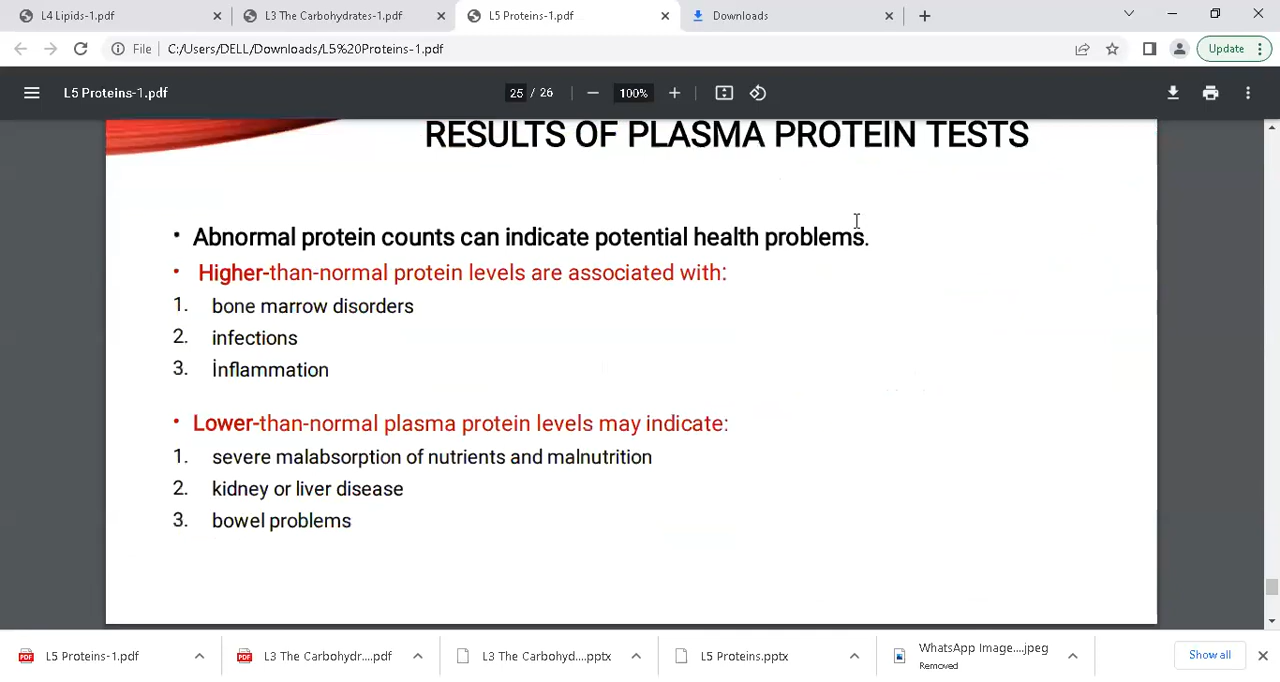 L4 Lipids-1.pdf
L3 The Carbohydrates-1.pdf
L5 Proteins-1.pdf
Downloads
File
C:/Users/DELL/Downloads/L5%20Proteins-1.pdf
Update
L5 Proteins-1.pdf
25 / 26
100%
RESULTS OF PLASMA PROTEIN TESTS
• Abnormal protein counts can indicate potential health problems.
• Higher-than-normal protein levels are associated with:
1. bone marrow disorders
2. infections
3. İnflammation
• Lower-than-normal plasma protein levels may indicate:
1. severe malabsorption of nutrients and malnutrition
2. kidney or liver disease
3. bowel problems
L5 Proteins-1.pdf
L3 The Carbohydr....pdf
L3 The Carbohyd....pptx
L5 Proteins.pptx
WhatsApp Image....jpeg
Removed
Show all